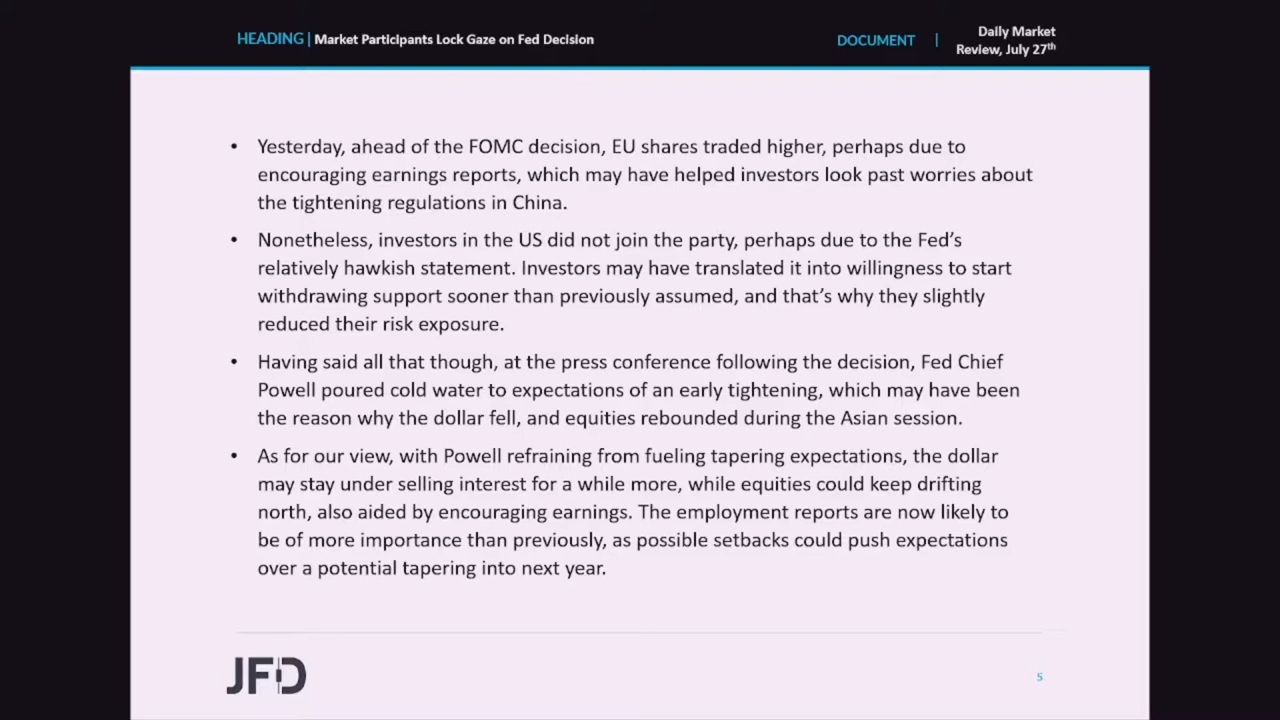 HEADING | Market Participants Lock Gaze on Fed Decision
DOCUMENT | Daily Market
Review, July 27th
• Yesterday, ahead of the FOMC decision, EU shares traded higher, perhaps due to
encouraging earnings reports, which may have helped investors look past worries about
the tightening regulations in China.
• Nonetheless, investors in the US did not join the party, perhaps due to the Fed’s
relatively hawkish statement. Investors may have translated it into willingness to start
withdrawing support sooner than previously assumed, and that’s why they slightly
reduced their risk exposure.
• Having said all that though, at the press conference following the decision, Fed Chief
Powell poured cold water to expectations of an early tightening, which may have been
the reason why the dollar fell, and equities rebounded during the Asian session.
• As for our view, with Powell refraining from fueling tapering expectations, the dollar
may stay under selling interest for a while more, while equities could keep drifting
north, also aided by encouraging earnings. The employment reports are now likely to
be of more importance than previously, as possible setbacks could push expectations
over a potential tapering into next year.
JFD
5